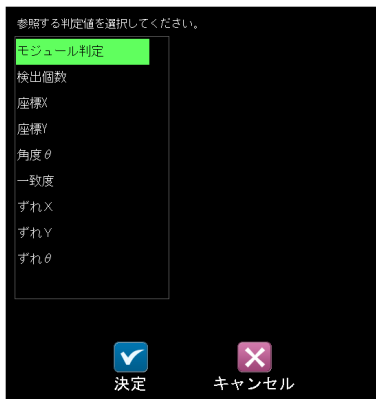 参照する判定値を選択してください。
モジュール判定
検出個数
座標X
座標Y
角度θ
一致度
ずれX
ずれY
ずれθ
決定
キャンセル